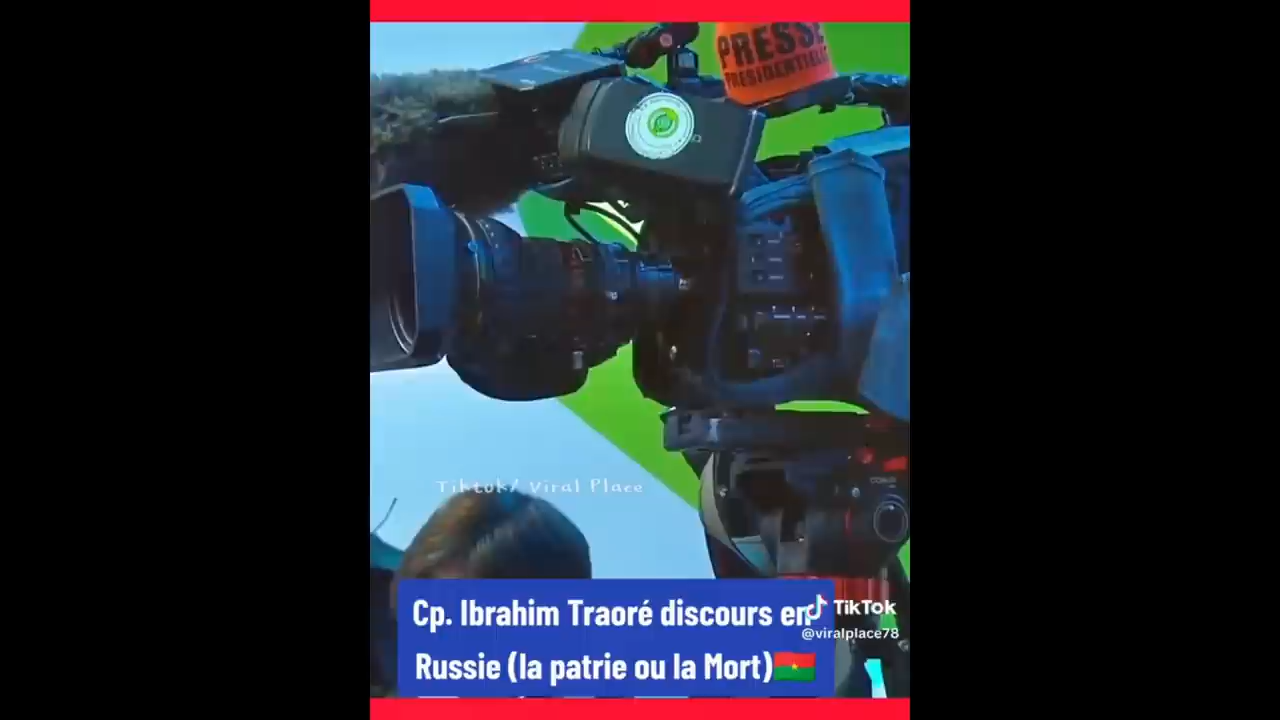 PRESSE
PRESIDENTIELLE
Tiktok/ Viral Place
Cp. Ibrahim Traoré discours en
TikTok
@viralplace78
Russie (la patrie ou la Mort)🇧🇫